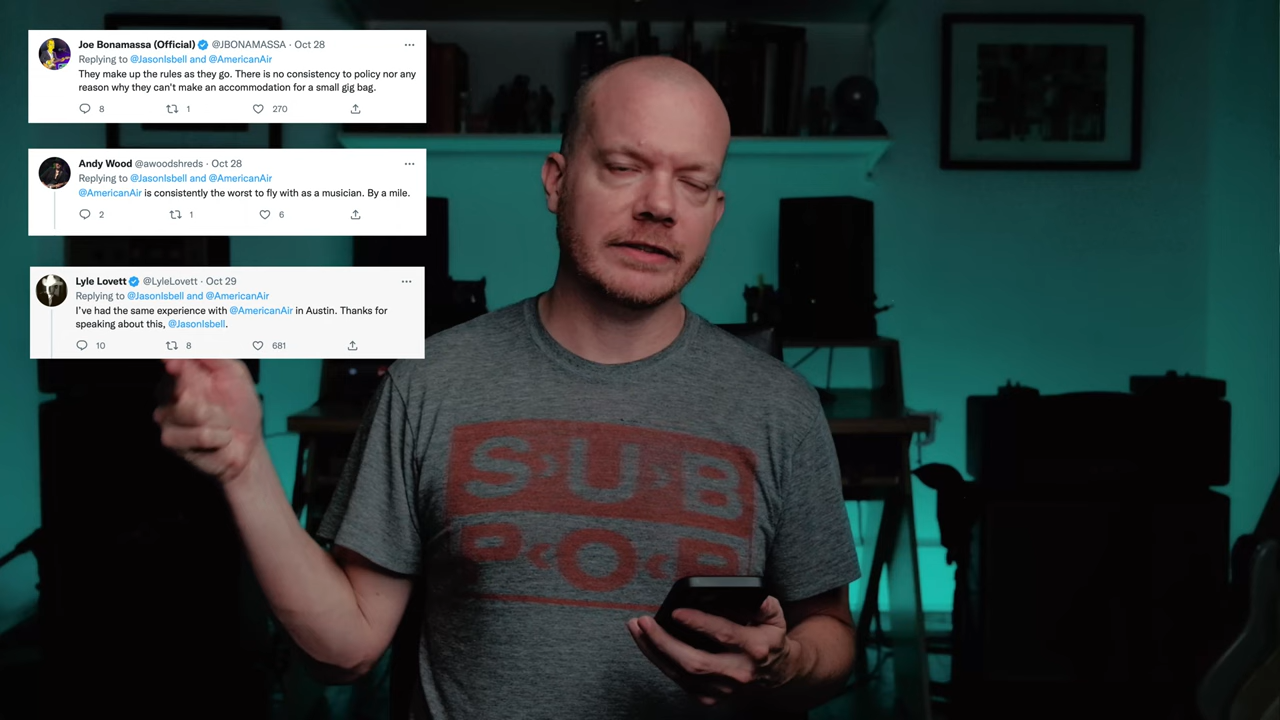 Joe Bonamassa (Official) @JBONAMASSA · Oct 28
Replying to @JasonIsbell and @AmericanAir
They make up the rules as they go. There is no consistency to policy nor any
reason why they can't make an accommodation for a small gig bag.
8 1 270
Andy Wood @awoodshreds · Oct 28
Replying to @JasonIsbell and @AmericanAir
@AmericanAir is consistently the worst to fly with as a musician. By a mile.
2 1 6
Lyle Lovett @LyleLovett · Oct 29
Replying to @JasonIsbell and @AmericanAir
I've had the same experience with @AmericanAir in Austin. Thanks for
speaking about this, @JasonIsbell.
10 8 681
SUB
POP